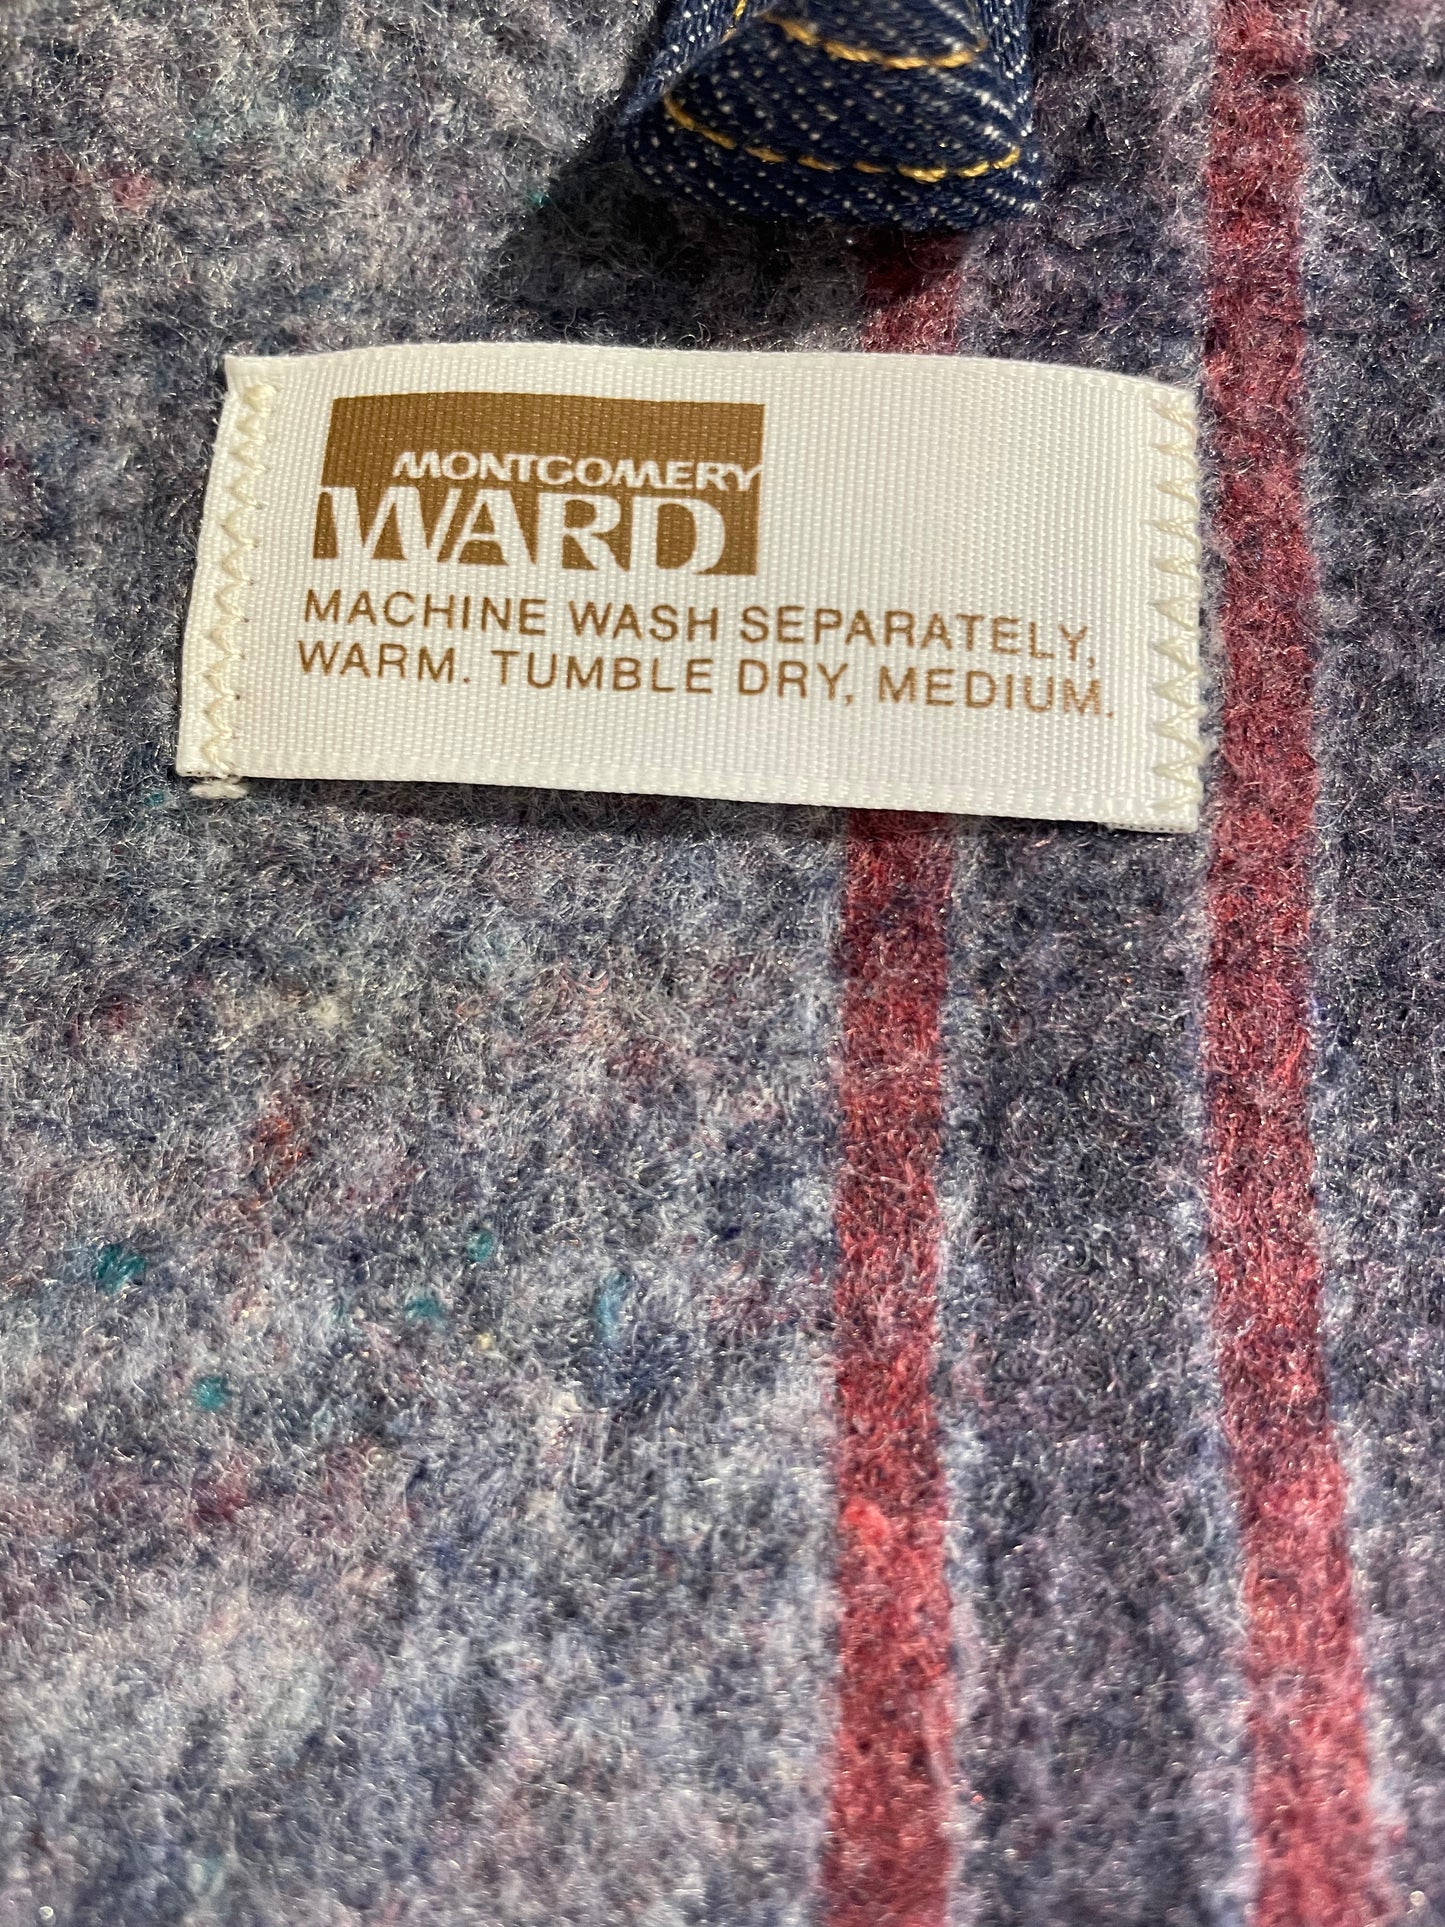 MONTGOMERY
WARD
MACHINE WASH SEPARATELY,
WARM. TUMBLE DRY, MEDIUM.